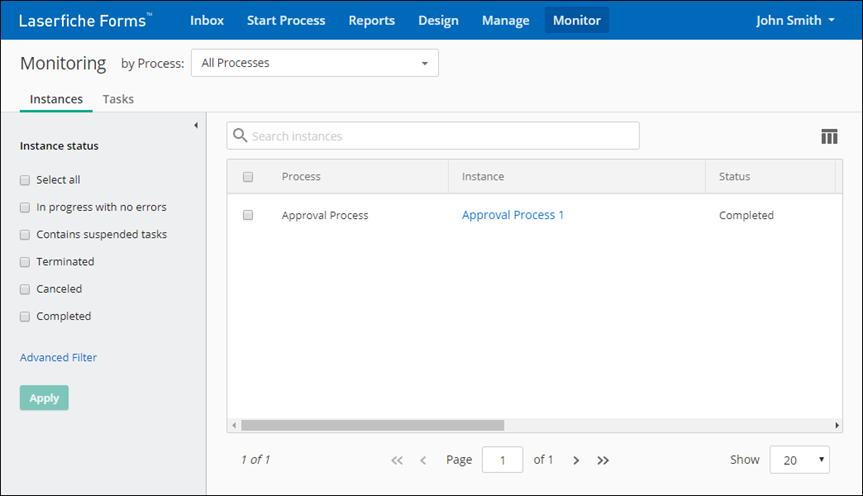 Laserfiche Forms™ Inbox Start Process Reports Design Manage Monitor John Smith
Monitoring by Process: All Processes
Instances Tasks
Instance status
Select all
In progress with no errors
Contains suspended tasks
Terminated
Canceled
Completed
Advanced Filter
Apply
Search instances
Process Instance Status
Approval Process Approval Process 1 Completed
1 of 1 Page 1 of 1 Show 20